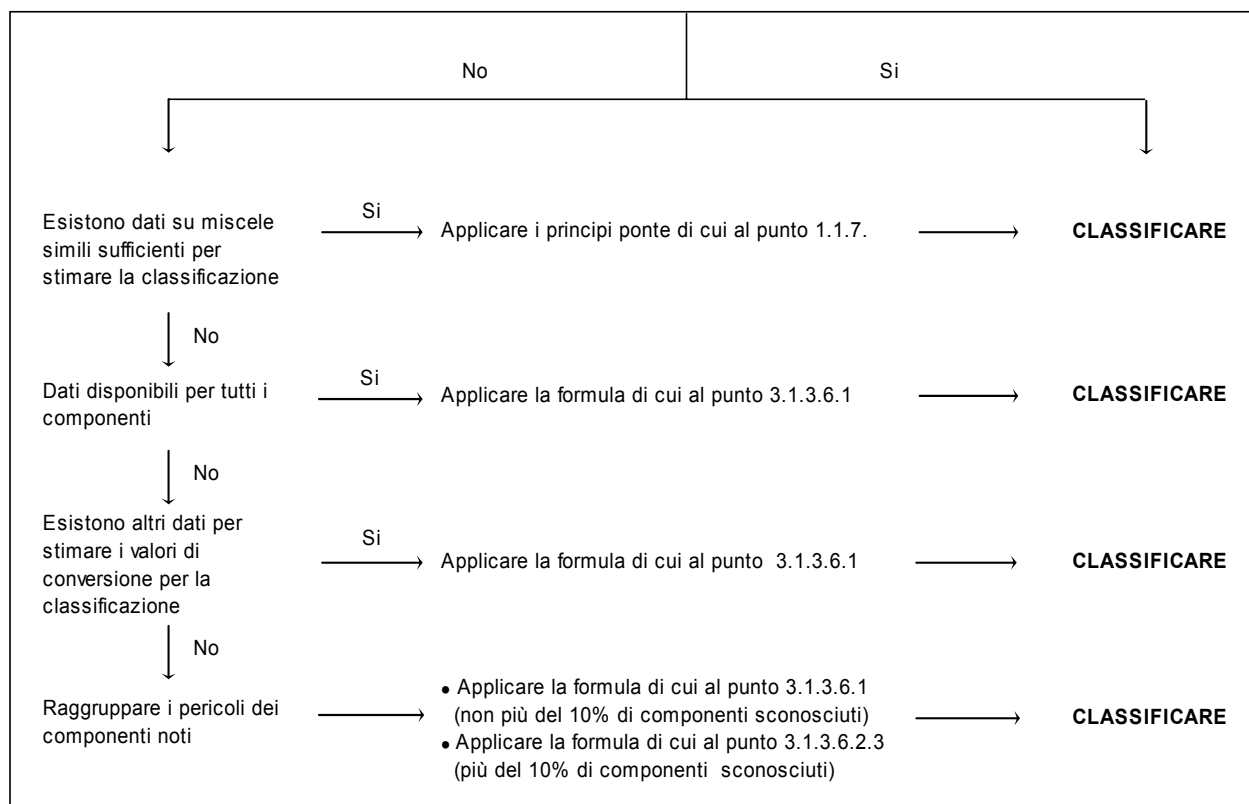 No
Si
Esistono dati su miscele
simili sufficienti per
stimare la classificazione
Si
Applicare i principi ponte di cui al punto 1.1.7.
CLASSIFICARE
No
Dati disponibili per tutti i
componenti
Si
Applicare la formula di cui al punto 3.1.3.6.1
CLASSIFICARE
No
Esistono altri dati per
stimare i valori di
conversione per la
classificazione
Si
Applicare la formula di cui al punto 3.1.3.6.1
CLASSIFICARE
No
Raggruppare i pericoli dei
componenti noti
• Applicare la formula di cui al punto 3.1.3.6.1
(non più del 10% di componenti sconosciuti)
• Applicare la formula di cui al punto 3.1.3.6.2.3
(più del 10% di componenti sconosciuti)
CLASSIFICARE